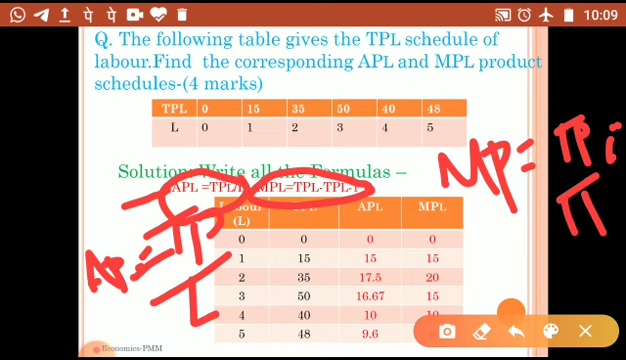 10:09
Q. The following table gives the TPL schedule of
labour.Find the corresponding APL and MPL product
schedules-(4 marks)
TPL 0 15 35 50 40 48
L 0 1 2 3 4 5
Solution: Write all the Formulas –
APL =TPL/L MPL=TPL-TPL-1
MP= TP
AP= TP
L
Labour APL MPL
(L)
0 0 0 0
1 15 15 15
2 35 17.5 20
3 50 16.67 15
4 40 10
5 48 9.6
Economics-PMM